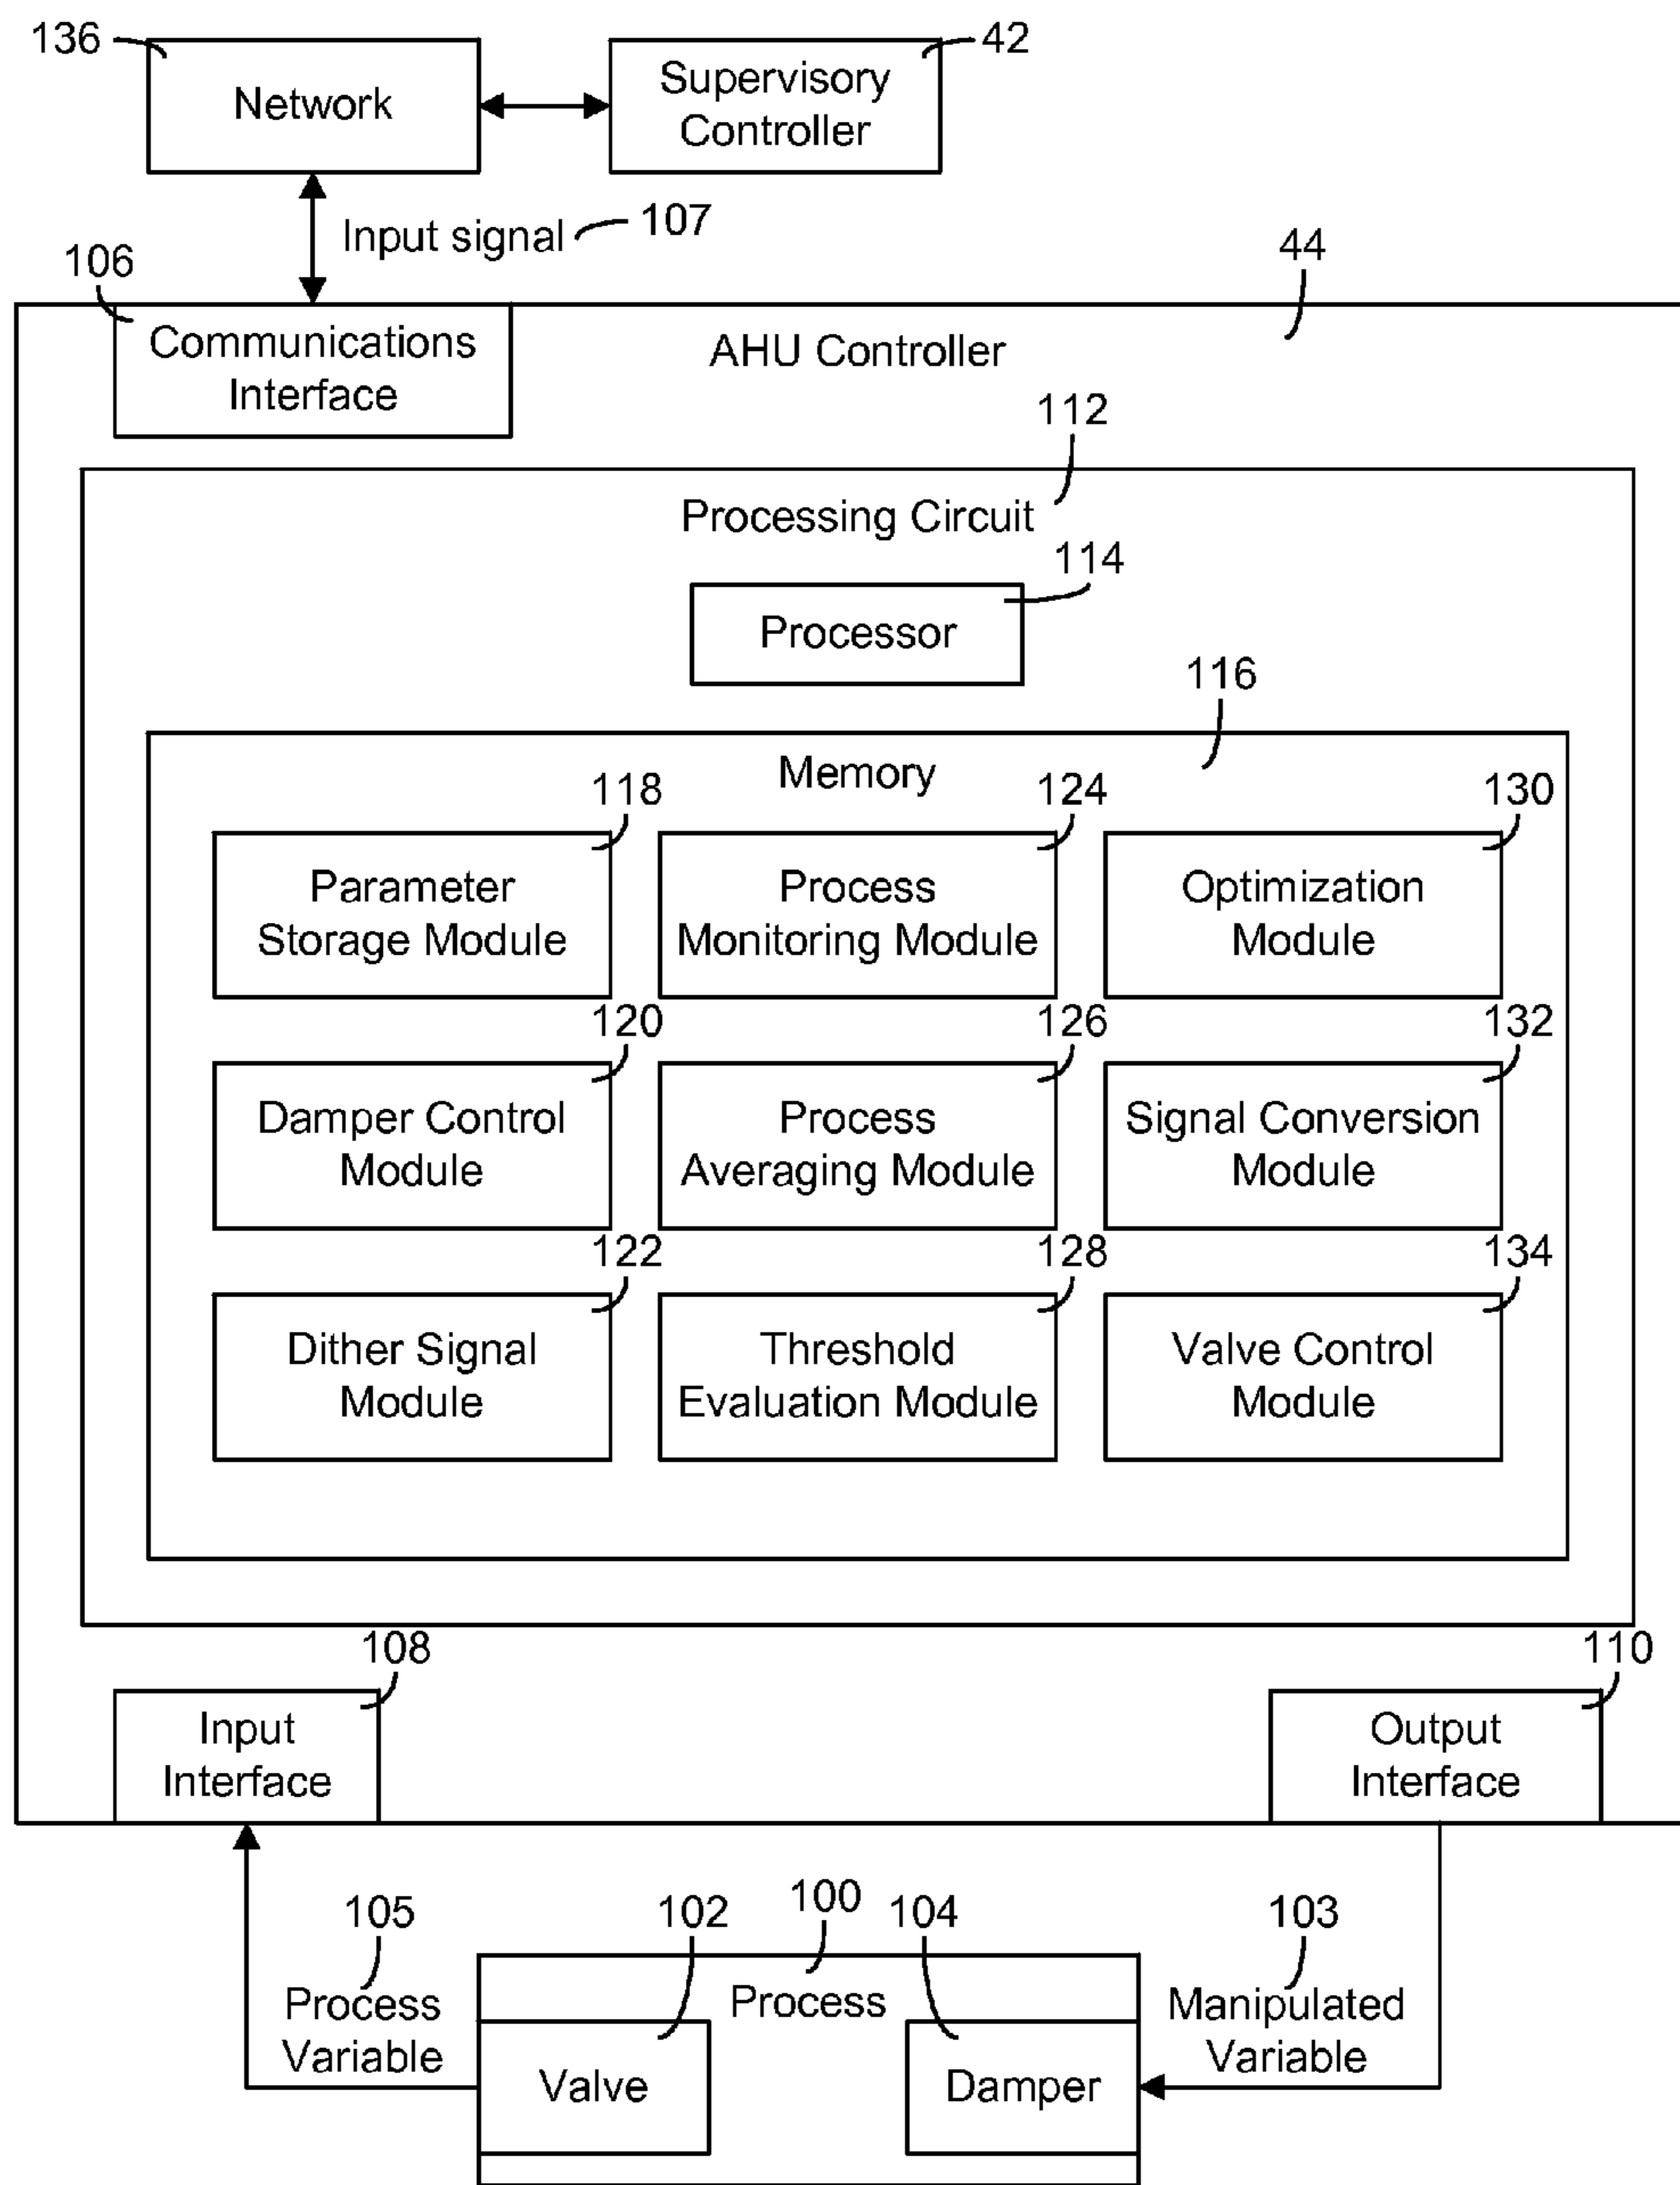 136
42
Network
Supervisory
Controller
Input signal
107
106
44
Communications
Interface
AHU Controller
112
Processing Circuit
114
Processor
116
Memory
118
124
130
Parameter
Storage Module
Process
Monitoring Module
Optimization
Module
120
126
132
Damper Control
Module
Process
Averaging Module
Signal Conversion
Module
122
128
134
Dither Signal
Module
Threshold
Evaluation Module
Valve Control
Module
108
110
Input
Interface
Output
Interface
105
102
100
104
103
Process
Variable
Process
Manipulated
Variable
Valve
Damper